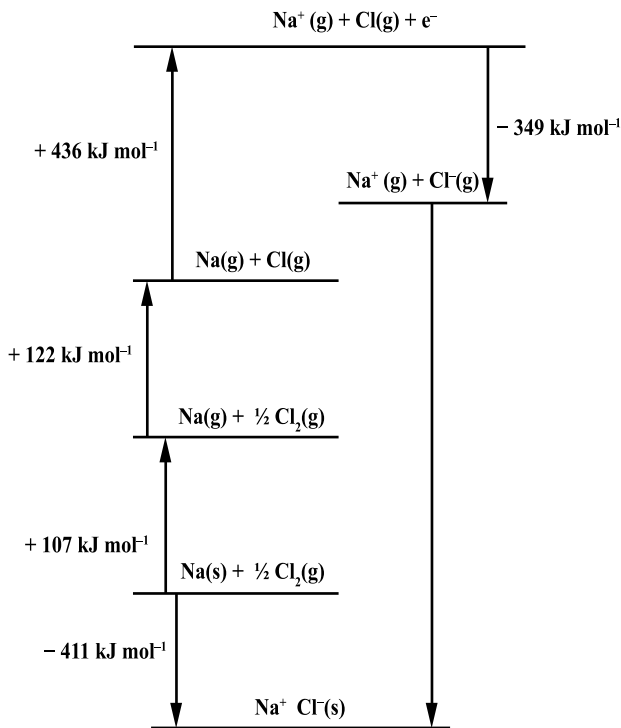 Na⁺ (g) + Cl(g) + e⁻
− 349 kJ mol⁻¹
+ 436 kJ mol⁻¹
Na⁺ (g) + Cl⁻(g)
Na(g) + Cl(g)
+ 122 kJ mol⁻¹
Na(g) + ½ Cl₂(g)
+ 107 kJ mol⁻¹
Na(s) + ½ Cl₂(g)
− 411 kJ mol⁻¹
Na⁺ Cl⁻(s)